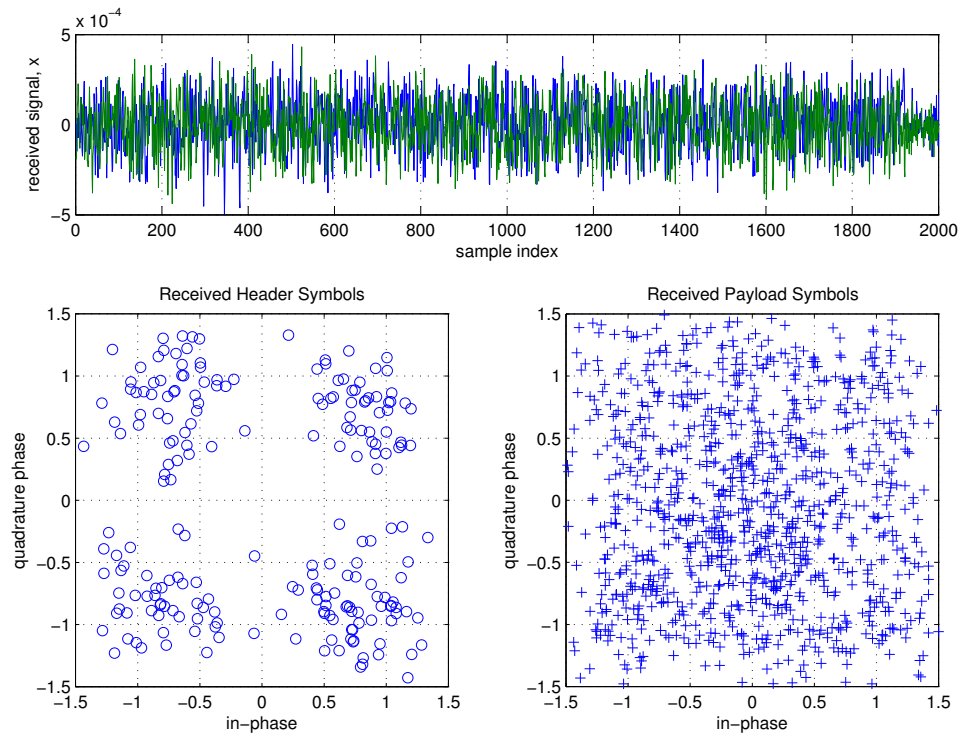 x 10⁻⁴
5
0
−5
received signal, x
0 200 400 600 800 1000 1200 1400 1600 1800 2000
sample index
Received Header Symbols
1.5
1
0.5
0
−0.5
−1
−1.5
quadrature phase
−1.5 −1 −0.5 0 0.5 1 1.5
in−phase
Received Payload Symbols
1.5
1
0.5
0
−0.5
−1
−1.5
quadrature phase
−1.5 −1 −0.5 0 0.5 1 1.5
in−phase